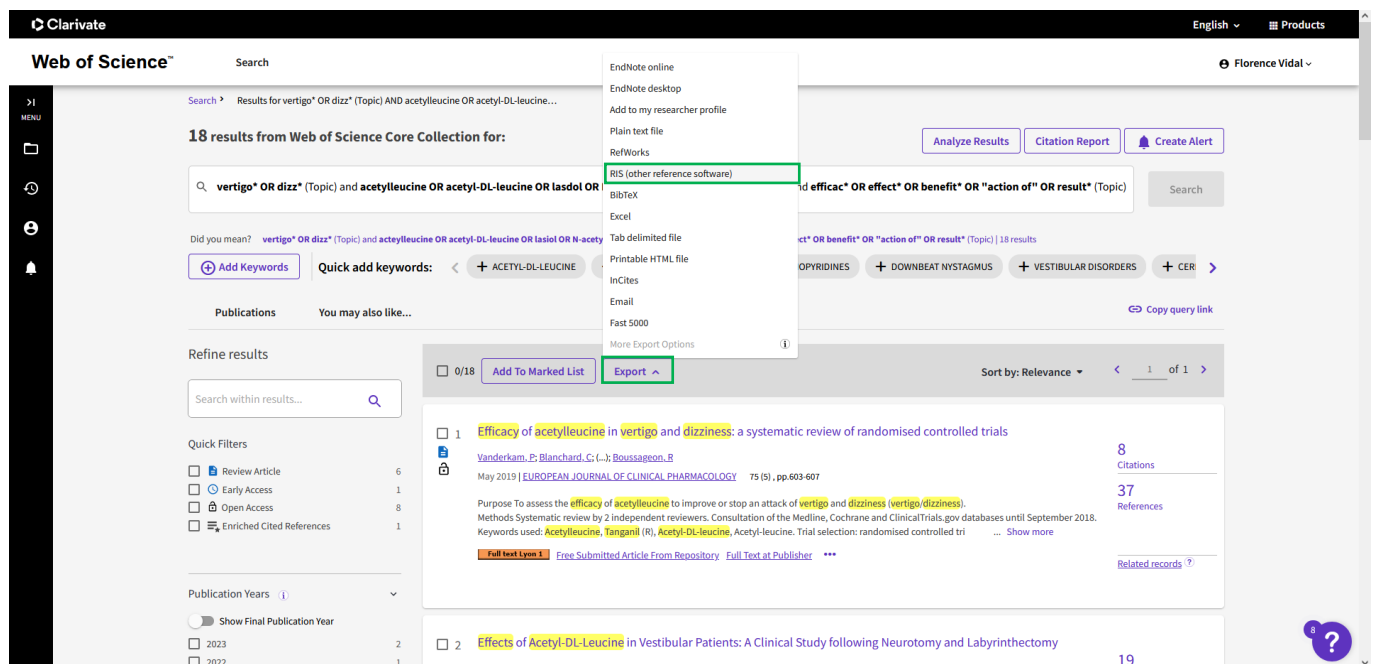 Clarivate
English
Products
Web of Science™
Search
Florence Vidal
MENU
Search > Results for vertigo* OR dizz* (Topic) AND acetylleucine OR acetyl-DL-leucine...
18 results from Web of Science Core Collection for:
Analyze Results
Citation Report
Create Alert
vertigo* OR dizz* (Topic) and acetylleucine OR acetyl-DL-leucine OR lasdol OR
efficac* OR effect* OR benefit* OR "action of" OR result* (Topic)
Search
Did you mean? vertigo* OR dizz* (Topic) and acteylleucine OR acetyl-DL-leucine OR lasiol OR N-acety
OR benefit* OR "action of" OR result* (Topic) | 18 results
Add Keywords
Quick add keywords:
+ ACETYL-DL-LEUCINE
OPYRIDINES
+ DOWNBEAT NYSTAGMUS
+ VESTIBULAR DISORDERS
+ CER
EndNote online
EndNote desktop
Add to my researcher profile
Plain text file
RefWorks
RIS (other reference software)
BibTeX
Excel
Tab delimited file
Printable HTML file
InCites
Email
Fast 5000
More Export Options
Publications
You may also like...
Copy query link
Refine results
Search within results...
Quick Filters
Review Article 6
Early Access 1
Open Access 8
Enriched Cited References 1
Publication Years
Show Final Publication Year
2023 2
2022 1
0/18
Add To Marked List
Export
Sort by: Relevance
< 1 of 1 >
1
Efficacy of acetylleucine in vertigo and dizziness: a systematic review of randomised controlled trials
Vanderkam, P; Blanchard, C; (...); Boussageon, R
May 2019 | EUROPEAN JOURNAL OF CLINICAL PHARMACOLOGY 75 (5) , pp.603-607
Purpose To assess the efficacy of acetylleucine to improve or stop an attack of vertigo and dizziness (vertigo/dizziness).
Methods Systematic review by 2 independent reviewers. Consultation of the Medline, Cochrane and ClinicalTrials.gov databases until September 2018.
Keywords used: Acetylleucine, Tanganil (R), Acetyl-DL-leucine, Acetyl-leucine. Trial selection: randomised controlled tri ... Show more
Full text Lyon 1
Free Submitted Article From Repository
Full Text at Publisher
8
Citations
37
References
Related records ?
2
Effects of Acetyl-DL-Leucine in Vestibular Patients: A Clinical Study following Neurotomy and Labyrinthectomy
19
8
?